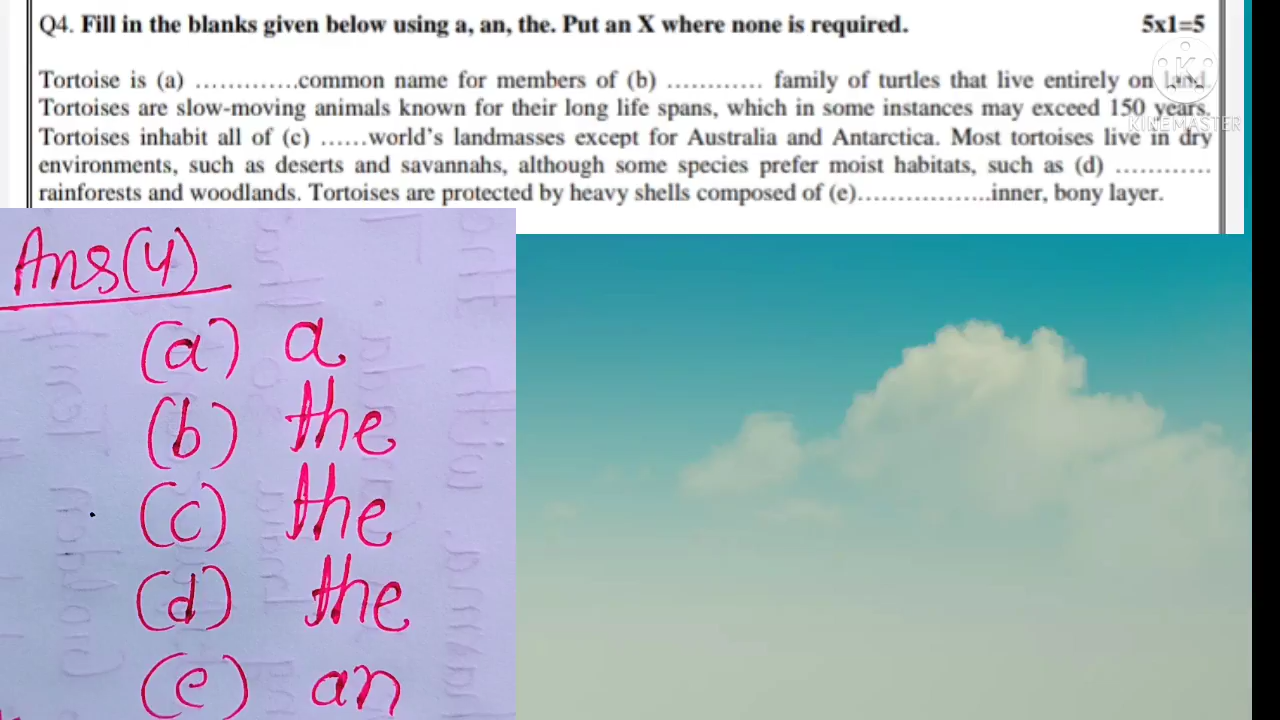 Q4. Fill in the blanks given below using a, an, the. Put an X where none is required. 5x1=5
Tortoise is (a) .............common name for members of (b) ............ family of turtles that live entirely on land.
Tortoises are slow-moving animals known for their long life spans, which in some instances may exceed 150 years.
Tortoises inhabit all of (c) ......world's landmasses except for Australia and Antarctica. Most tortoises live in dry
environments, such as deserts and savannahs, although some species prefer moist habitats, such as (d) ............
rainforests and woodlands. Tortoises are protected by heavy shells composed of (e)..................inner, bony layer.
K
KINEMASTER
Ans(4)
(a) a
(b) the
(c) the
(d) the
(e) an